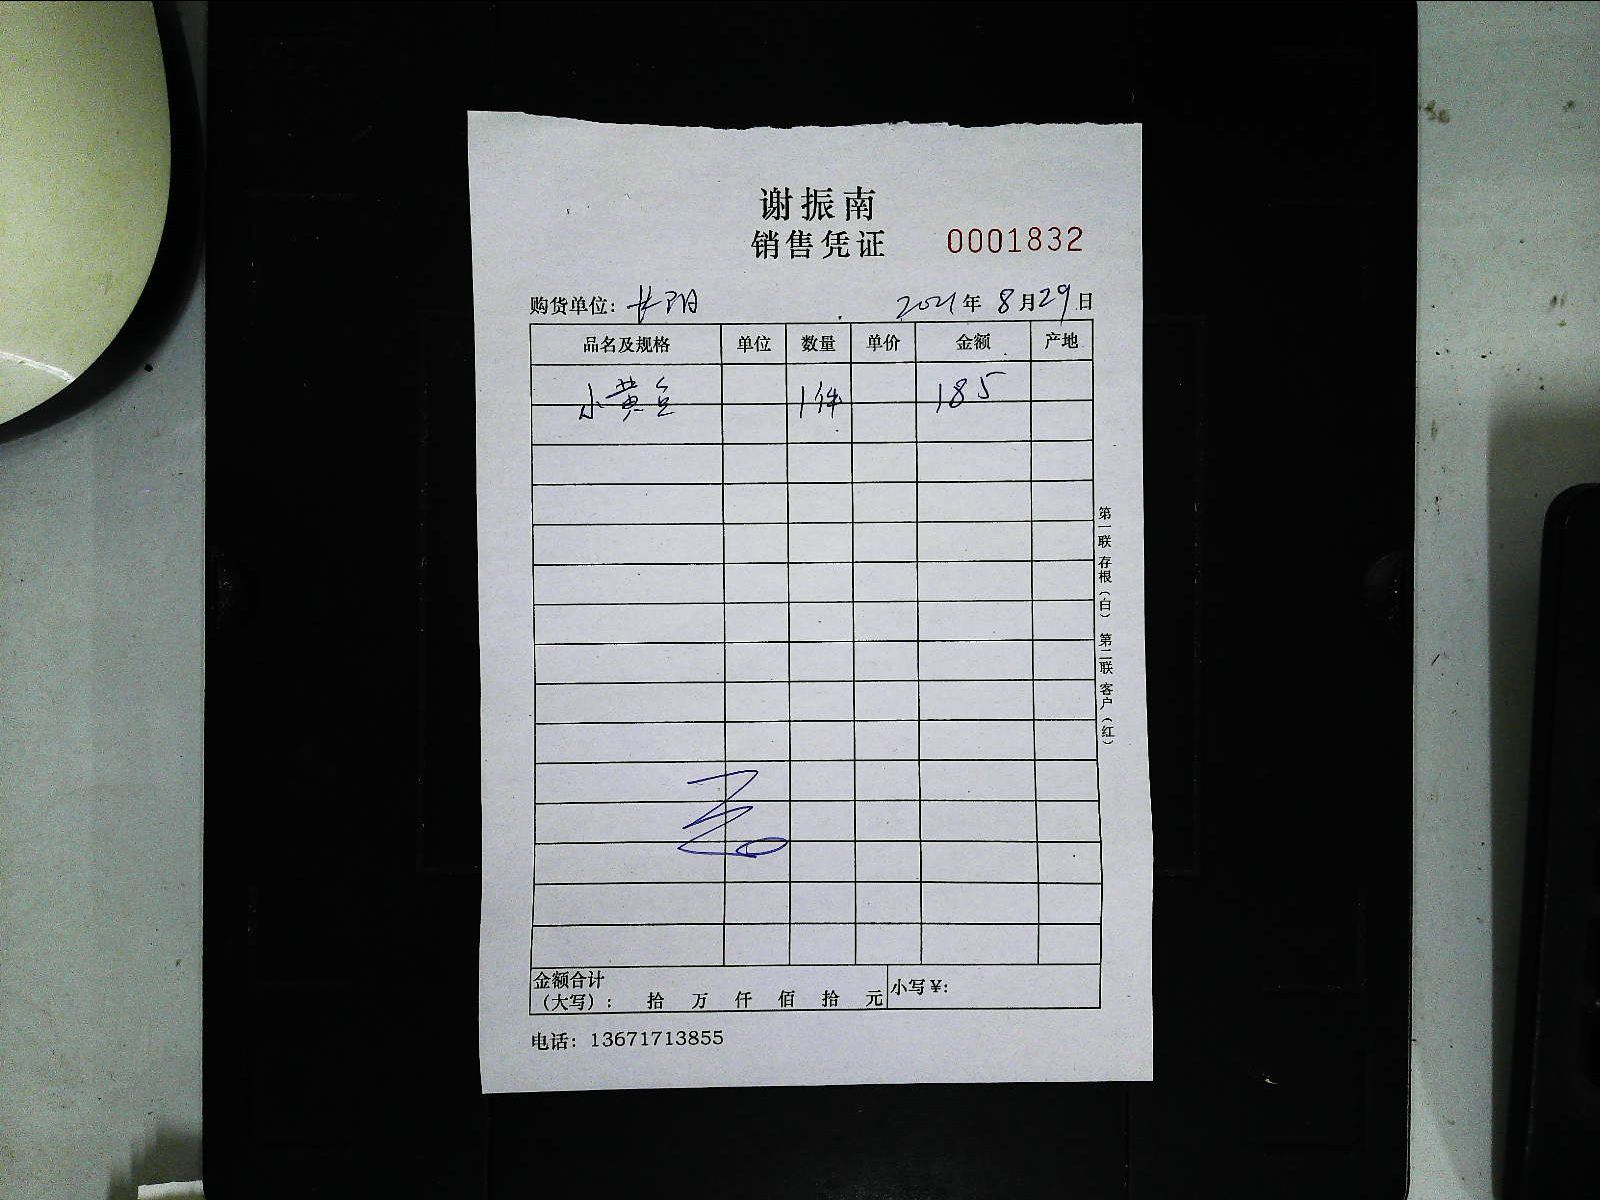 谢振南
销售凭证 0001832
购货单位: 2021年8月29日
品名及规格 单位 数量 单价 金额 产地
小黄鱼 1件 185
第一联 存根（白） 第二联 客户（红）
金额合计
（大写）： 拾 万 仟 佰 拾 元 小写¥:
电话: 13671713855